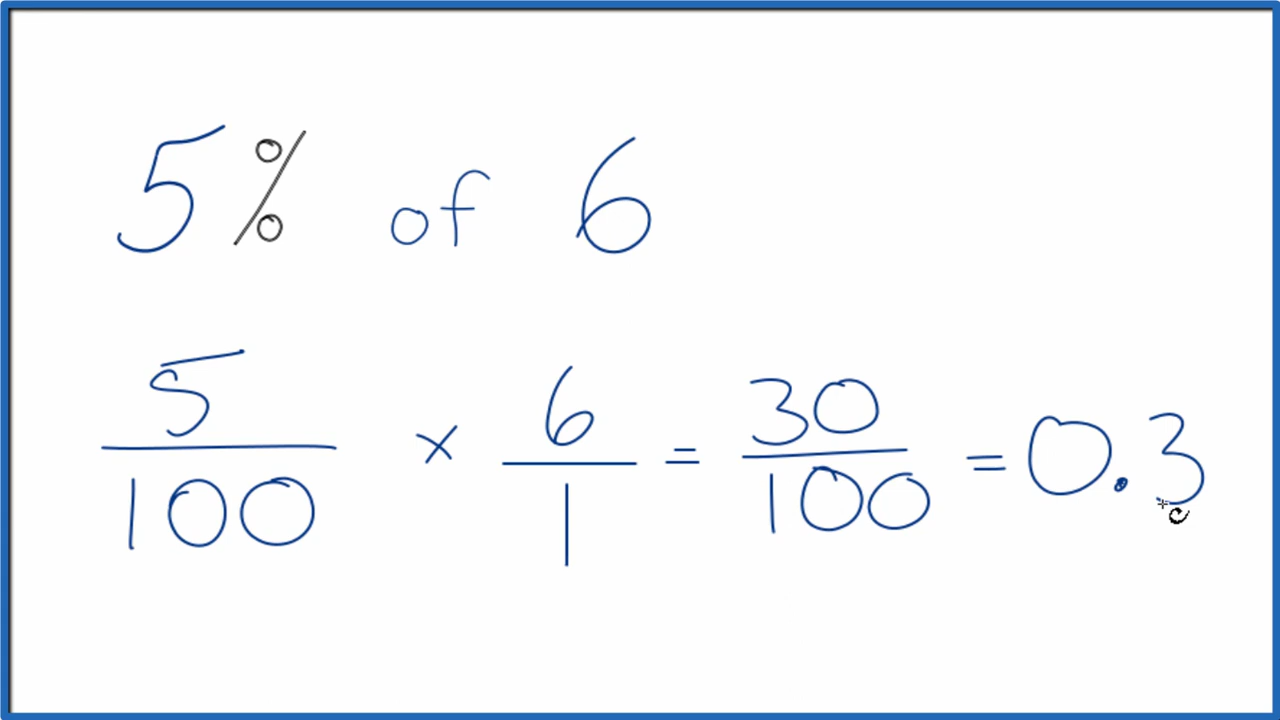 5% of 6
5/100 × 6/1 = 30/100 = 0.3